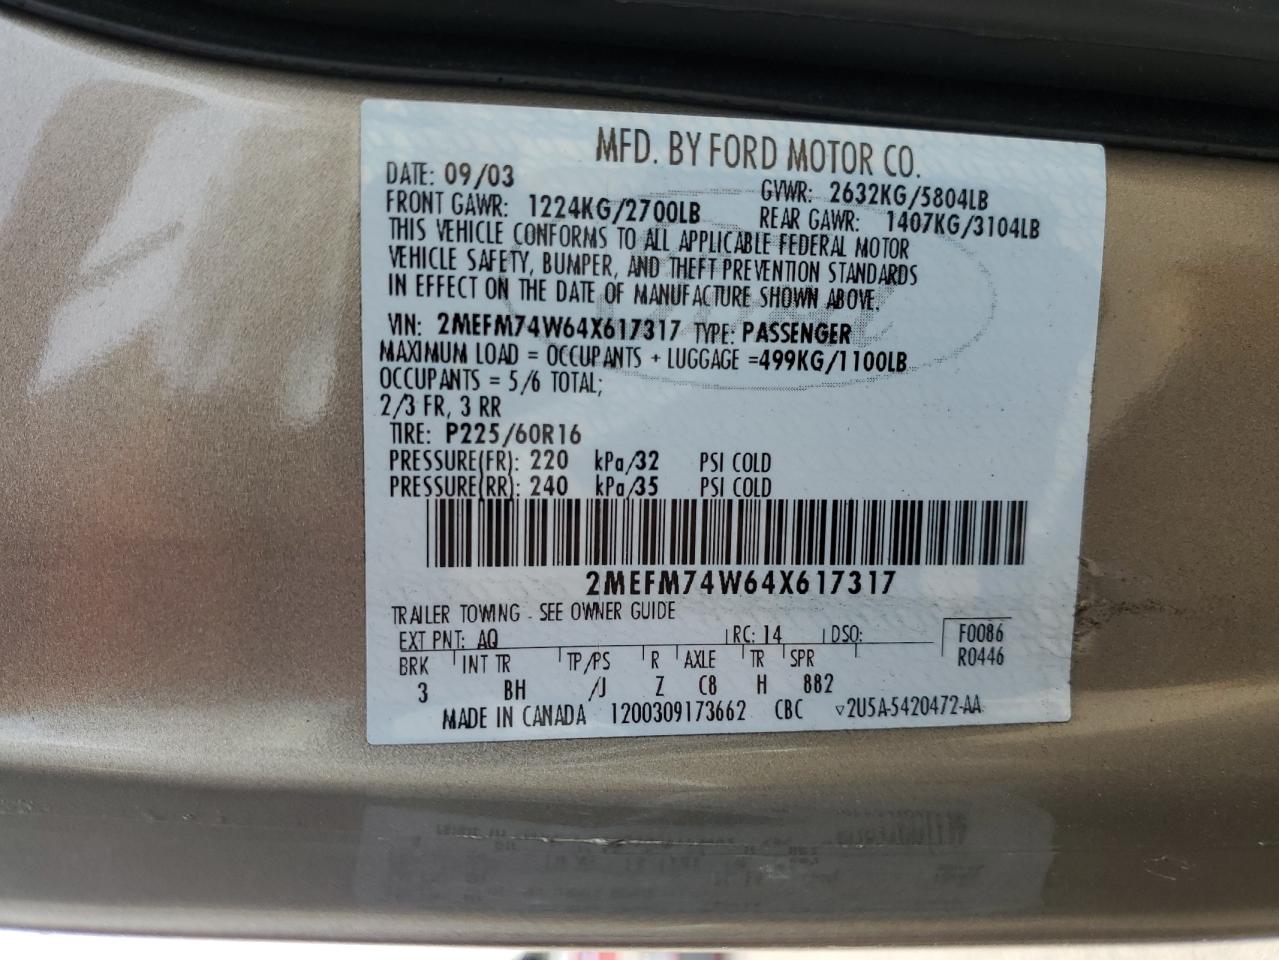 MFD. BY FORD MOTOR CO.
DATE: 09/03 GVWR: 2632KG/5804LB
FRONT GAWR: 1224KG/2700LB REAR GAWR: 1407KG/3104LB
THIS VEHICLE CONFORMS TO ALL APPLICABLE FEDERAL MOTOR
VEHICLE SAFETY, BUMPER, AND THEFT PREVENTION STANDARDS
IN EFFECT ON THE DATE OF MANUFACTURE SHOWN ABOVE.
VIN: 2MEFM74W64X617317 TYPE: PASSENGER
MAXIMUM LOAD = OCCUPANTS + LUGGAGE =499KG/1100LB
OCCUPANTS = 5/6 TOTAL;
2/3 FR, 3 RR
TIRE: P225/60R16
PRESSURE(FR): 220 kPa/32 PSI COLD
PRESSURE(RR): 240 kPa/35 PSI COLD
2MEFM74W64X617317
TRAILER TOWING - SEE OWNER GUIDE
EXT PNT: AQ RC: 14 DSO: F0086
BRK INT TR TP/PS R AXLE TR SPR R0446
3 BH /J Z C8 H 882
MADE IN CANADA 1200309173662 CBC ▿2U5A-5420472-AA